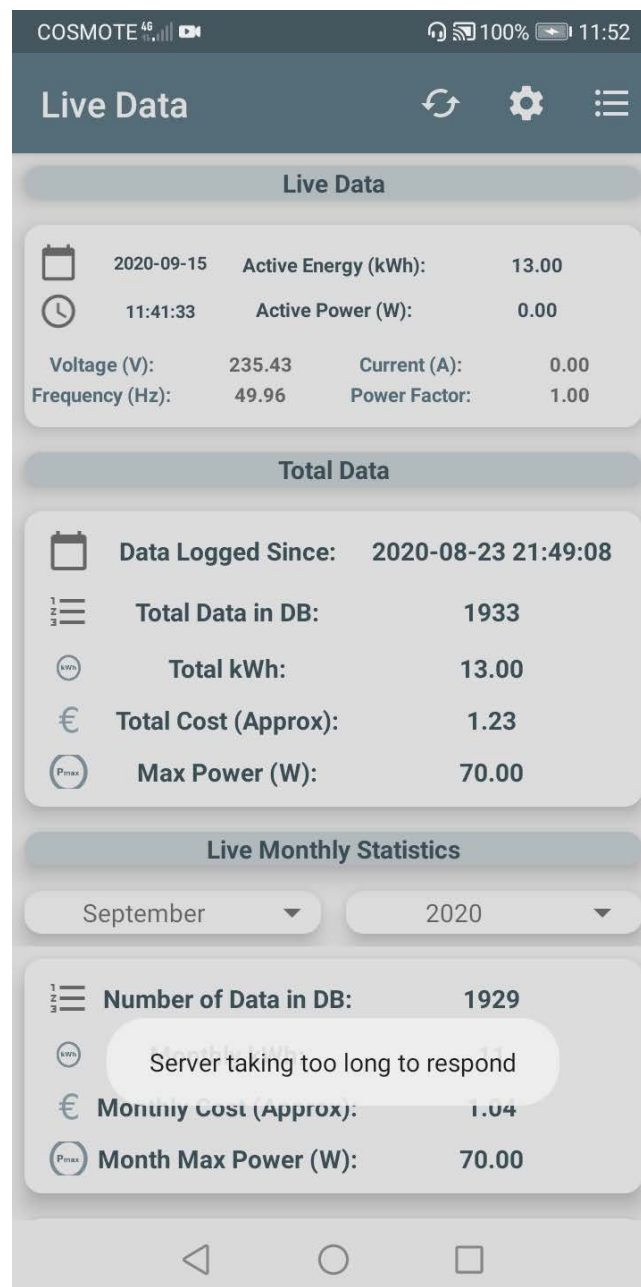 COSMOTE 4G 100% 11:52
Live Data
Live Data
2020-09-15 Active Energy (kWh): 13.00
11:41:33 Active Power (W): 0.00
Voltage (V): 235.43 Current (A): 0.00
Frequency (Hz): 49.96 Power Factor: 1.00
Total Data
Data Logged Since: 2020-08-23 21:49:08
Total Data in DB: 1933
kWh Total kWh: 13.00
€ Total Cost (Approx): 1.23
Pmax Max Power (W): 70.00
Live Monthly Statistics
September 2020
Number of Data in DB: 1929
kWh Monthly kWh: 11
Server taking too long to respond
€ Monthly Cost (Approx): 1.04
Pmax Month Max Power (W): 70.00